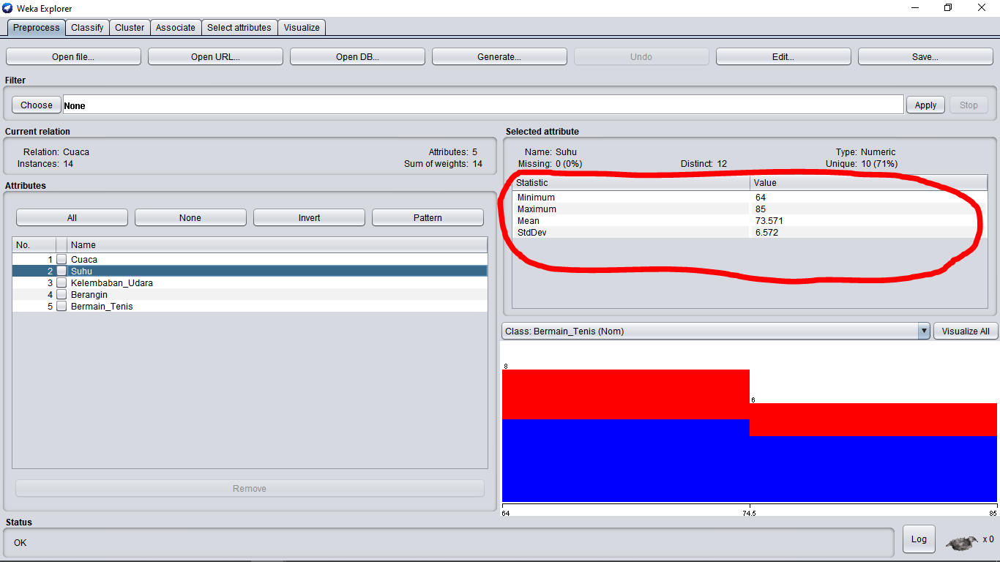 Weka Explorer
Preprocess Classify Cluster Associate Select attributes Visualize
Open file... Open URL... Open DB... Generate... Undo Edit... Save...
Filter
Choose None Apply Stop
Current relation
Relation: Cuaca Attributes: 5
Instances: 14 Sum of weights: 14
Attributes
All None Invert Pattern
No. Name
1 Cuaca
2 Suhu
3 Kelembaban_Udara
4 Berangin
5 Bermain_Tenis
Remove
Selected attribute
Name: Suhu Type: Numeric
Missing: 0 (0%) Distinct: 12 Unique: 10 (71%)
Statistic Value
Minimum 64
Maximum 85
Mean 73.571
StdDev 6.572
Class: Bermain_Tenis (Nom) Visualize All
8
6
64 74.5 85
Status
OK Log x 0